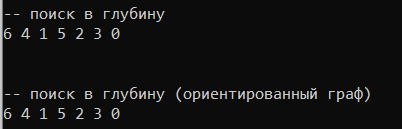 -- поиск в глубину
6 4 1 5 2 3 0
-- поиск в глубину (ориентированный граф)
6 4 1 5 2 3 0